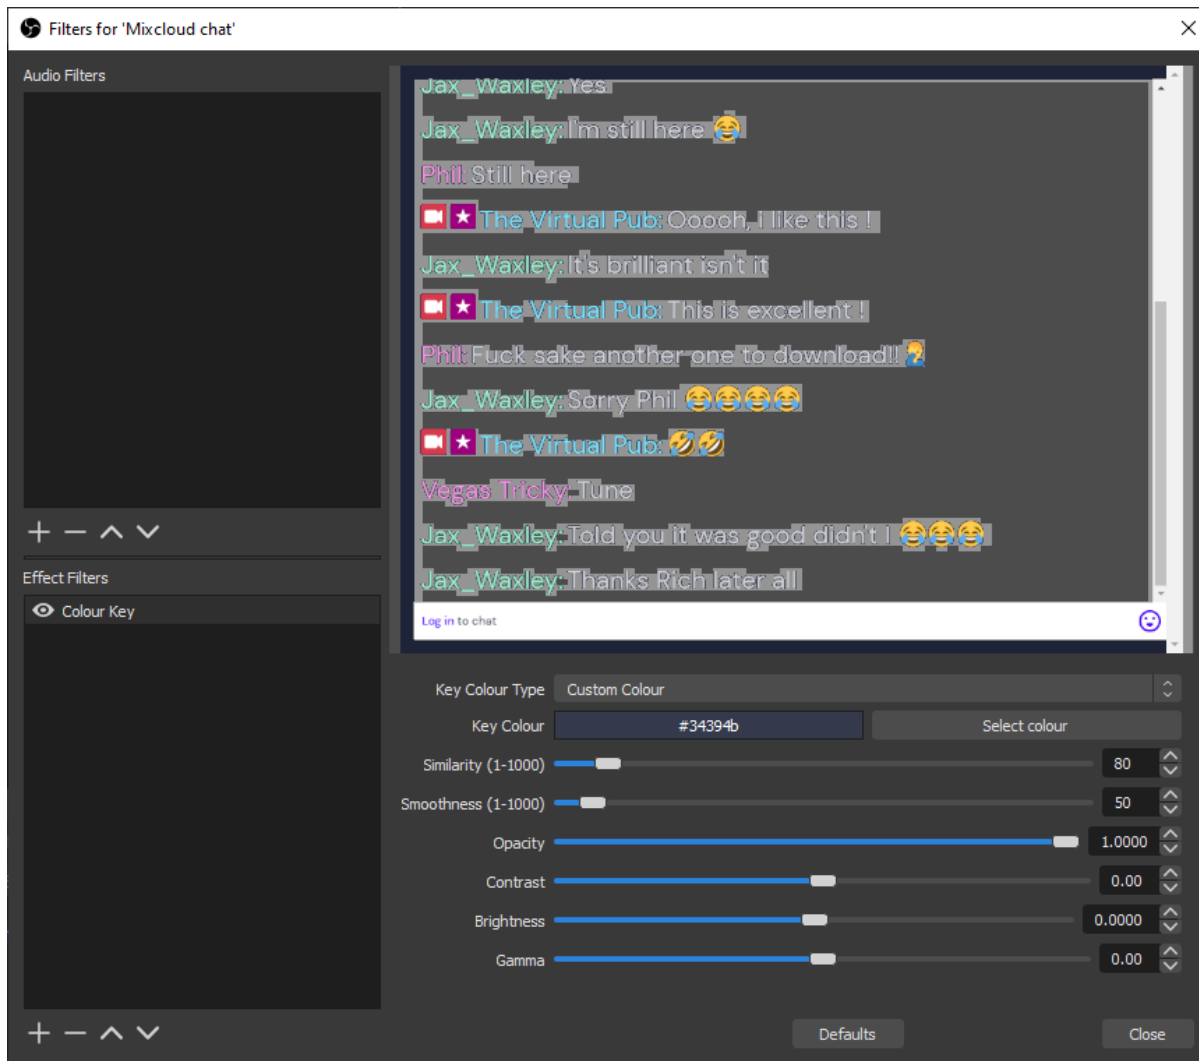 Filters for 'Mixcloud chat'
Audio Filters
Jax_Waxley: Yes
Jax_Waxley: I'm still here 😂
Phil: Still here
The Virtual Pub: Ooooh, i like this !
Jax_Waxley: It's brilliant isn't it
The Virtual Pub: This is excellent !
Phil: Fuck sake another one to download!! 🤦‍♂️
Jax_Waxley: Sorry Phil 😂😂😂😂
The Virtual Pub: 🤣🤣
Vegas Tricky: Tune
Jax_Waxley: Told you it was good didn't I 😂😂😂
Jax_Waxley: Thanks Rich later all
Log in to chat
Effect Filters
Colour Key
Key Colour Type Custom Colour
Key Colour #34394b Select colour
Similarity (1-1000) 80
Smoothness (1-1000) 50
Opacity 1.0000
Contrast 0.00
Brightness 0.0000
Gamma 0.00
Defaults Close